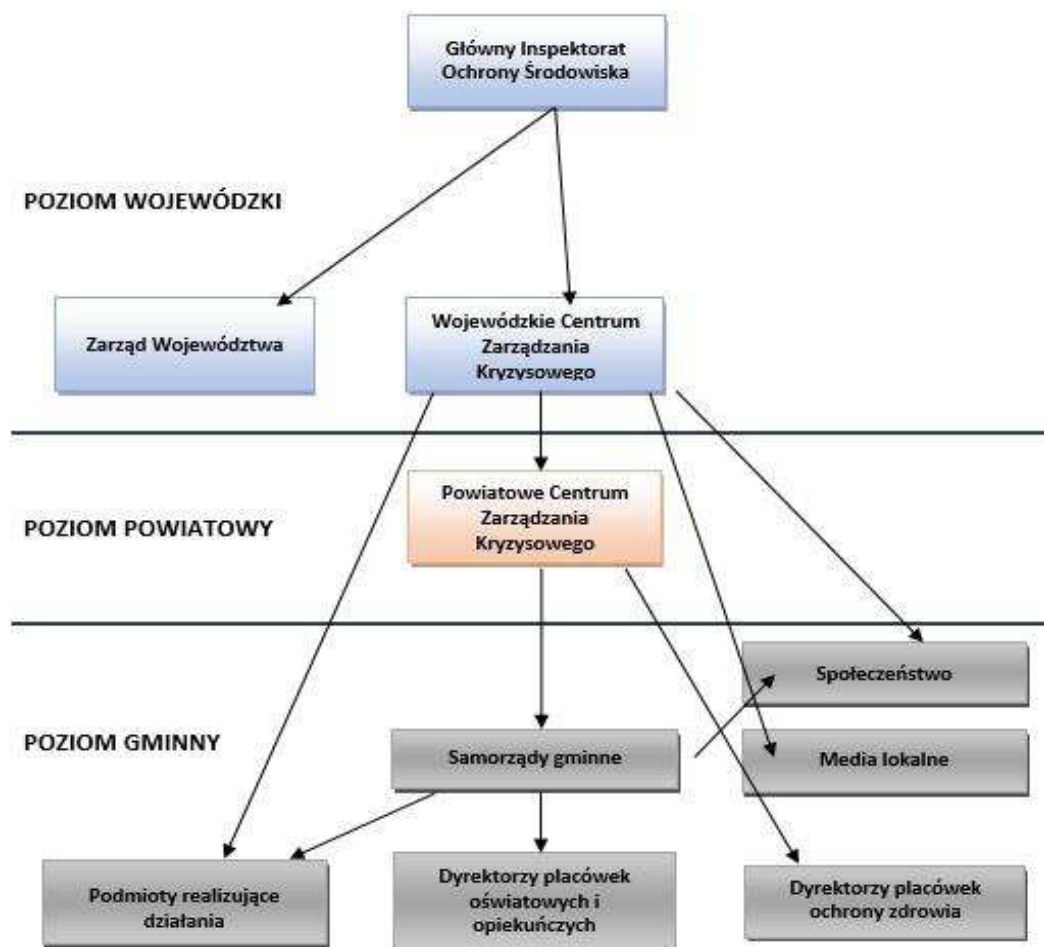 Główny Inspektorat
Ochrony Środowiska
POZIOM WOJEWÓDZKI
Zarząd Województwa
Wojewódzkie Centrum
Zarządzania
Kryzysowego
POZIOM POWIATOWY
Powiatowe Centrum
Zarządzania
Kryzysowego
POZIOM GMINNY
Społeczeństwo
Samorządy gminne
Media lokalne
Podmioty realizujące
działania
Dyrektorzy placówek
oświatowych i
opiekuńczych
Dyrektorzy placówek
ochrony zdrowia